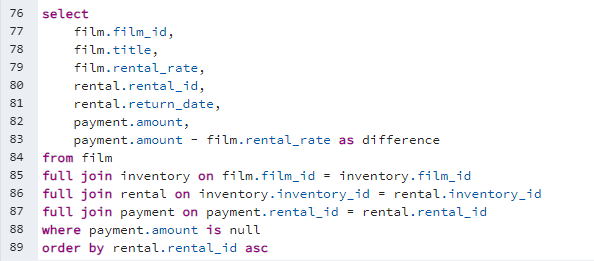 76 select
77 film.film_id,
78 film.title,
79 film.rental_rate,
80 rental.rental_id,
81 rental.return_date,
82 payment.amount,
83 payment.amount - film.rental_rate as difference
84 from film
85 full join inventory on film.film_id = inventory.film_id
86 full join rental on inventory.inventory_id = rental.inventory_id
87 full join payment on payment.rental_id = rental.rental_id
88 where payment.amount is null
89 order by rental.rental_id asc